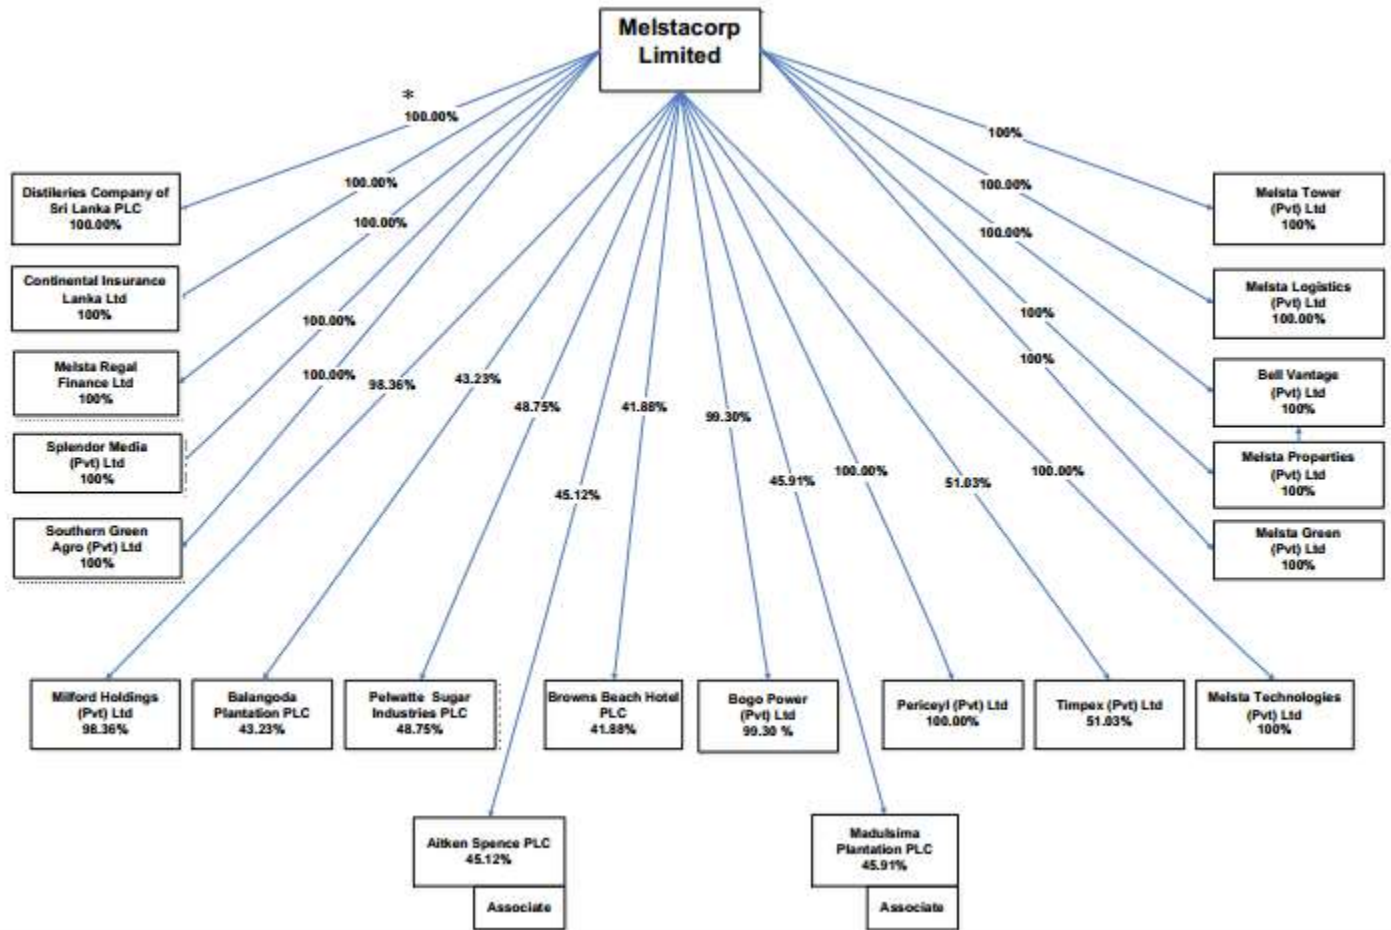 Melstacorp
Limited
*
100.00%
100.00%
100.00%
100.00%
100.00%
98.36%
43.23%
48.75%
45.12%
41.88%
99.30%
45.91%
100.00%
51.03%
100.00%
100%
100.00%
100.00%
100%
100%
Distileries Company of
Sri Lanka PLC
100.00%
Continental Insurance
Lanka Ltd
100%
Melsta Regal
Finance Ltd
100%
Splendor Media
(Pvt) Ltd
100%
Southern Green
Agro (Pvt) Ltd
100%
Melsta Tower
(Pvt) Ltd
100%
Melsta Logistics
(Pvt) Ltd
100.00%
Bell Vantage
(Pvt) Ltd
100%
Melsta Properties
(Pvt) Ltd
100%
Melsta Green
(Pvt) Ltd
100%
Milford Holdings
(Pvt) Ltd
98.36%
Balangoda
Plantation PLC
43.23%
Pelwatte Sugar
Industries PLC
48.75%
Browns Beach Hotel
PLC
41.88%
Bogo Power
(Pvt) Ltd
99.30 %
Periceyl (Pvt) Ltd
100.00%
Timpex (Pvt) Ltd
51.03%
Melsta Technologies
(Pvt) Ltd
100%
Aitken Spence PLC
45.12%
Associate
Madulsima
Plantation PLC
45.91%
Associate